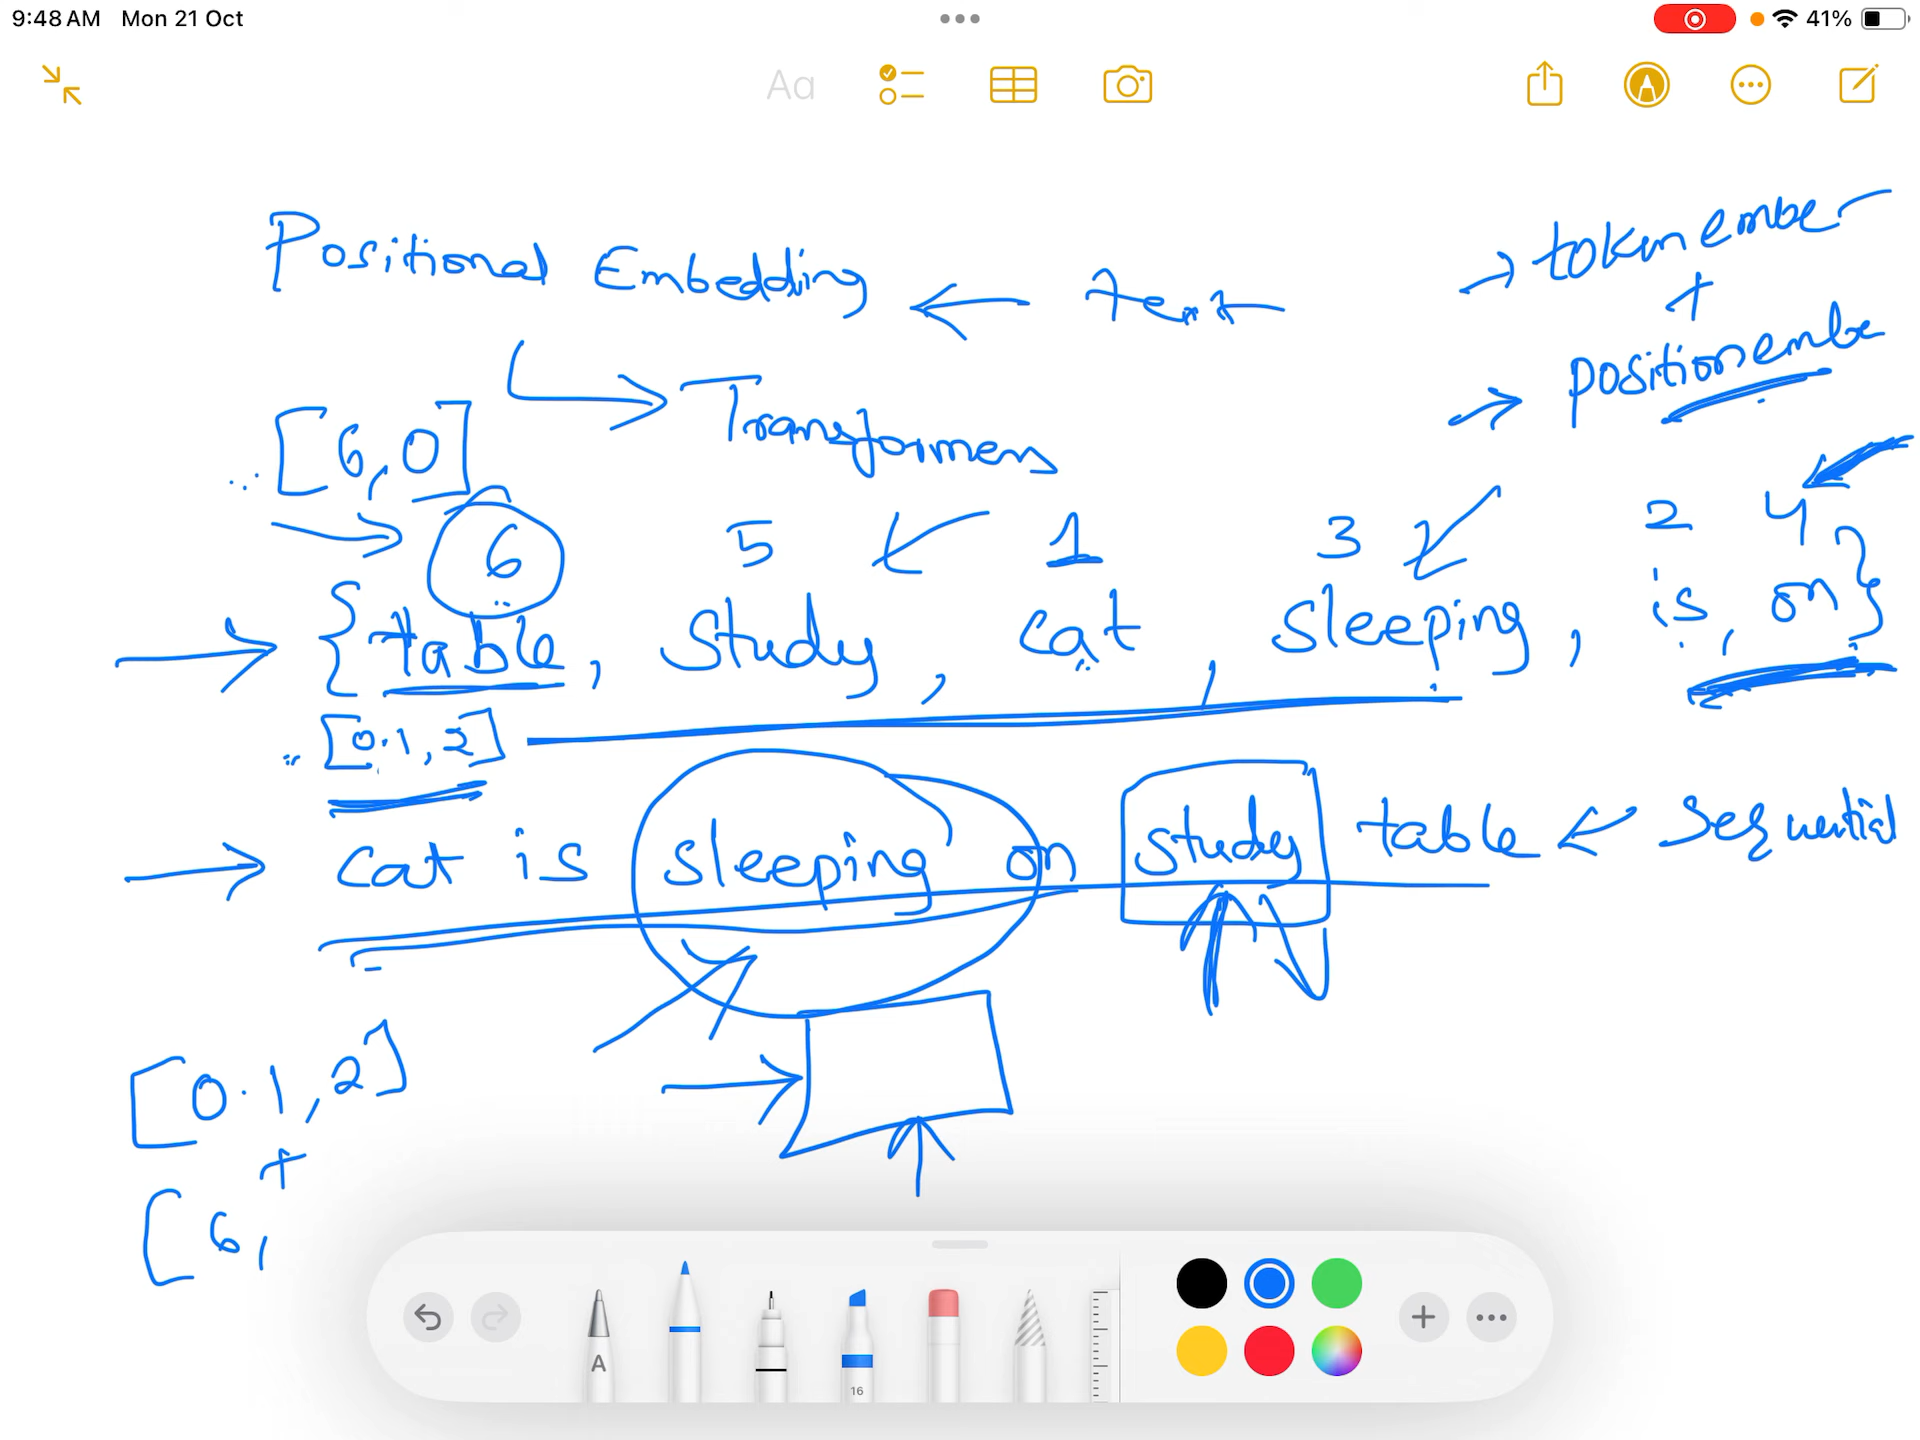 9:48 AM Mon 21 Oct 41%
Aa
Positional Embedding ← text
→ token embe
+
→ position embe
→ Transformers
[6,0]
6 5 1 3 2 4
{table, study, cat, sleeping, is, on}
[0.1, 2]
→ cat is sleeping on study table ← Sequential
[0.1, 2]
+
[6,
A
16